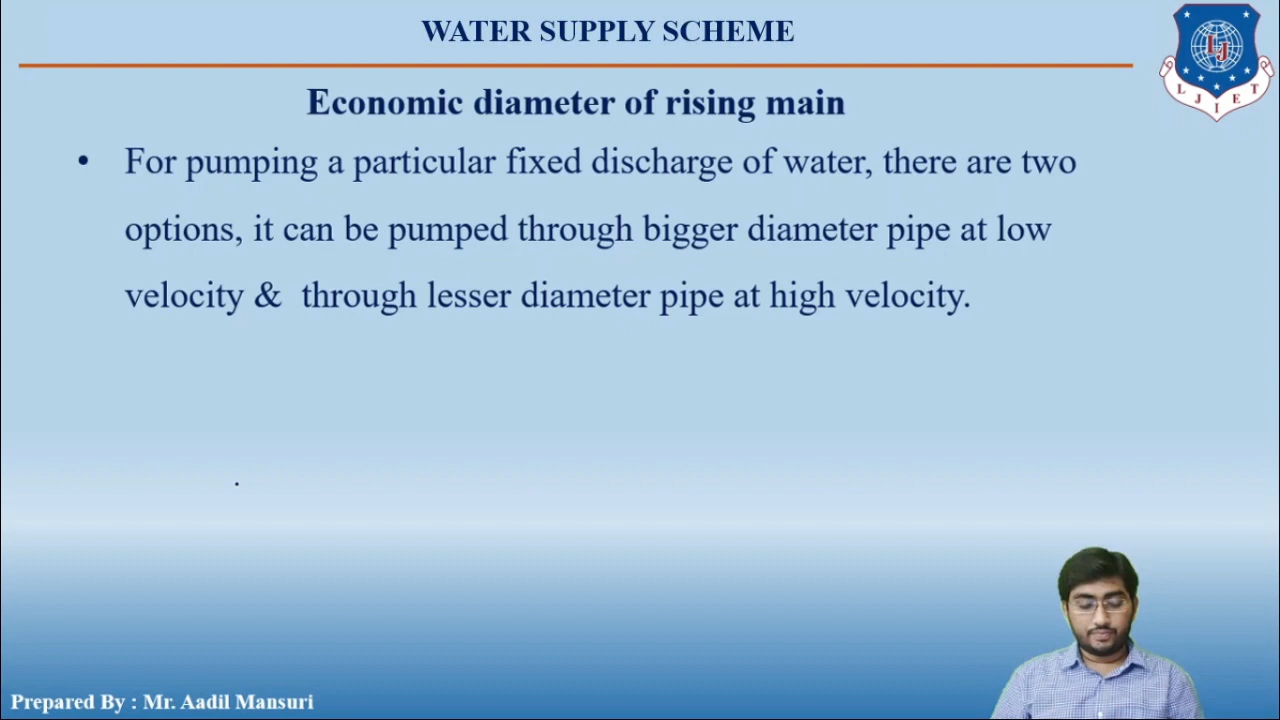 WATER SUPPLY SCHEME
LJ
L J I E T
Economic diameter of rising main
• For pumping a particular fixed discharge of water, there are two
options, it can be pumped through bigger diameter pipe at low
velocity & through lesser diameter pipe at high velocity.
.
Prepared By : Mr. Aadil Mansuri